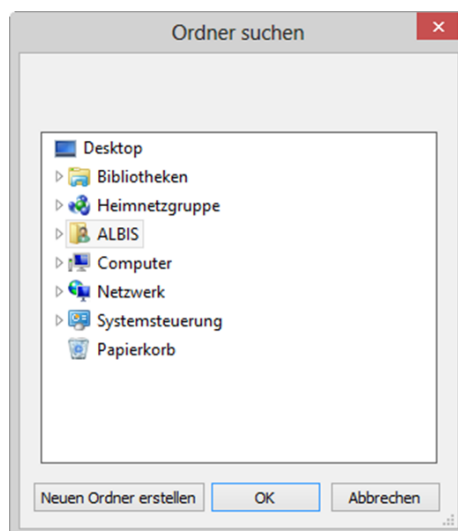 Ordner suchen
Desktop
Bibliotheken
Heimnetzgruppe
ALBIS
Computer
Netzwerk
Systemsteuerung
Papierkorb
Neuen Ordner erstellen OK Abbrechen